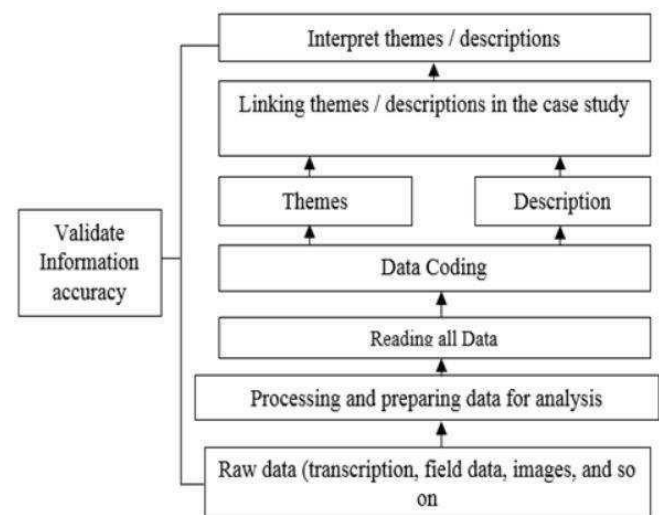 Interpret themes / descriptions
Linking themes / descriptions in the case study
Themes
Description
Validate
Information
accuracy
Data Coding
Reading all Data
Processing and preparing data for analysis
Raw data (transcription, field data, images, and so
on